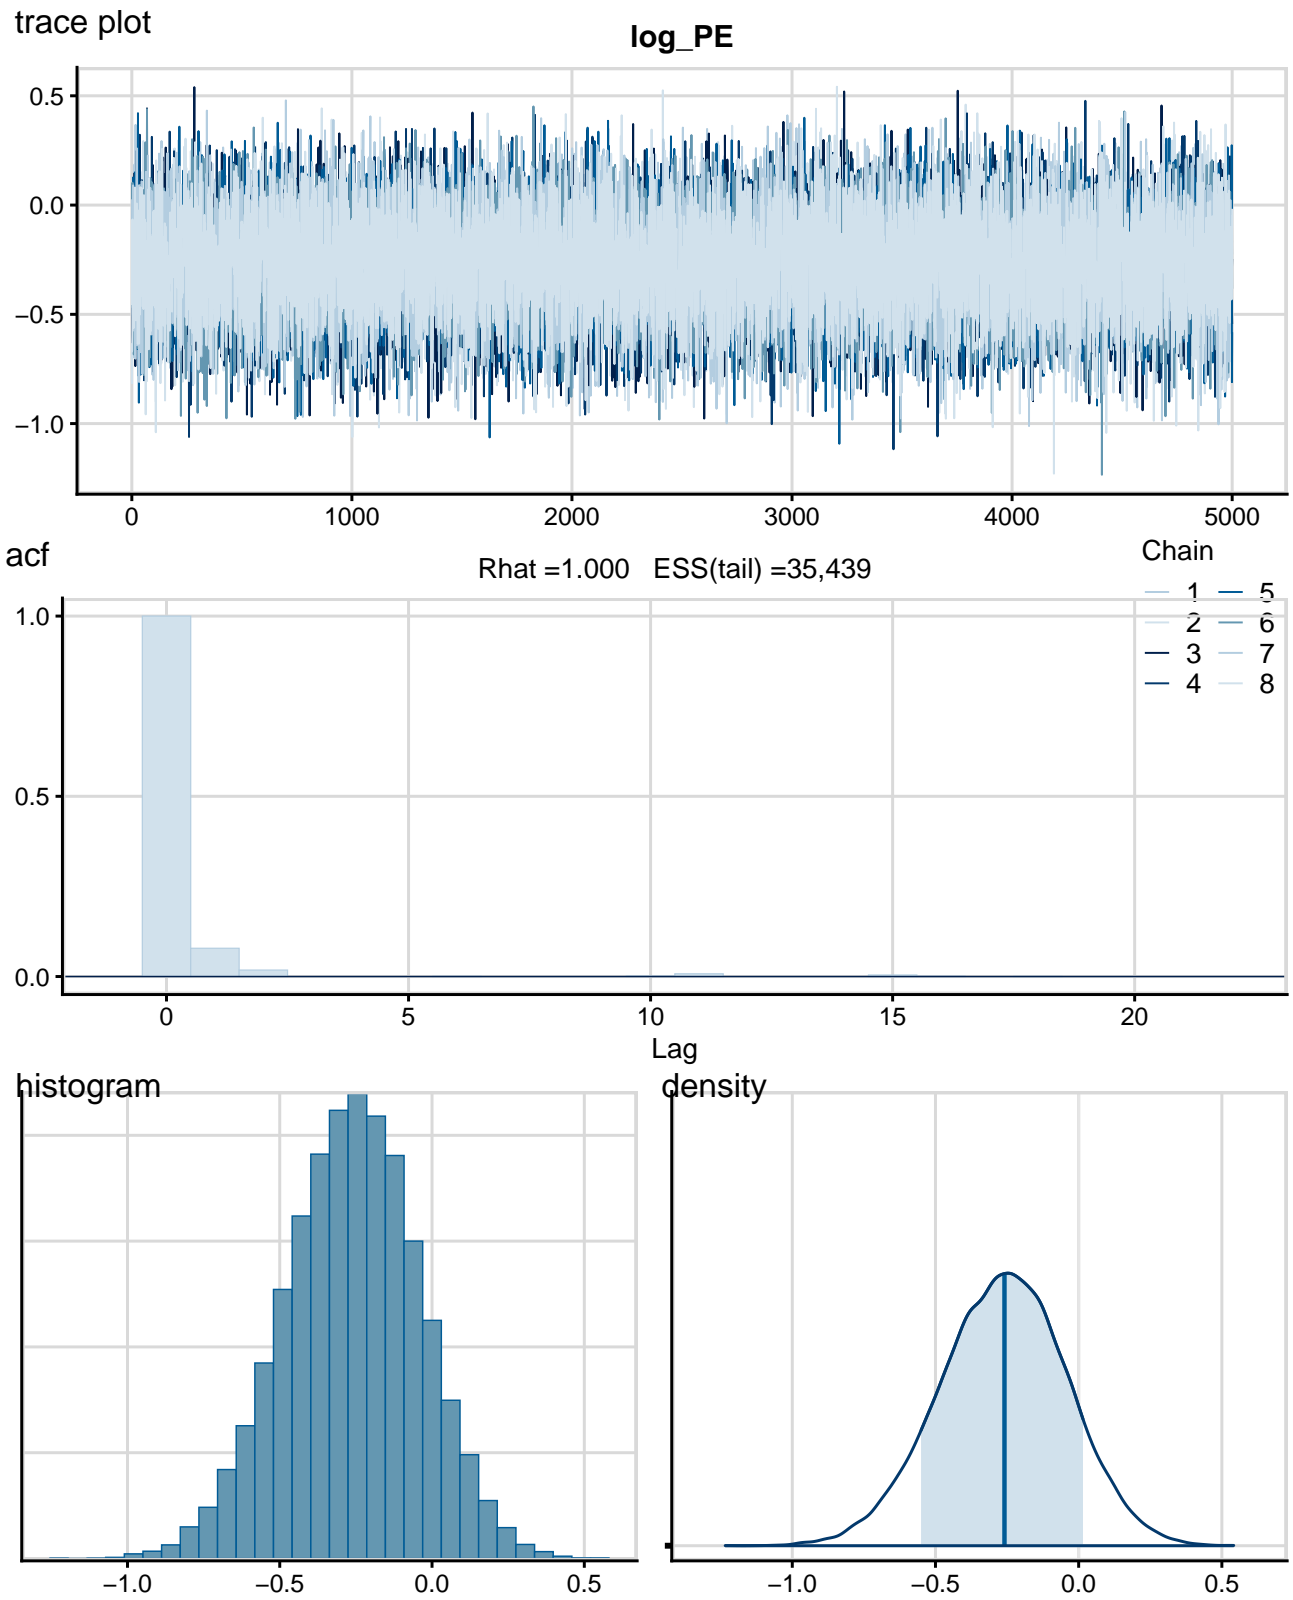 trace plot
log_PE
0.5
0.0
−0.5
−1.0
0 1000 2000 3000 4000 5000
acf
Rhat =1.000 ESS(tail) =35,439
Chain
1 5
2 6
3 7
4 8
1.0
0.5
0.0
0 5 10 15 20
Lag
histogram
−1.0 −0.5 0.0 0.5
density
−1.0 −0.5 0.0 0.5